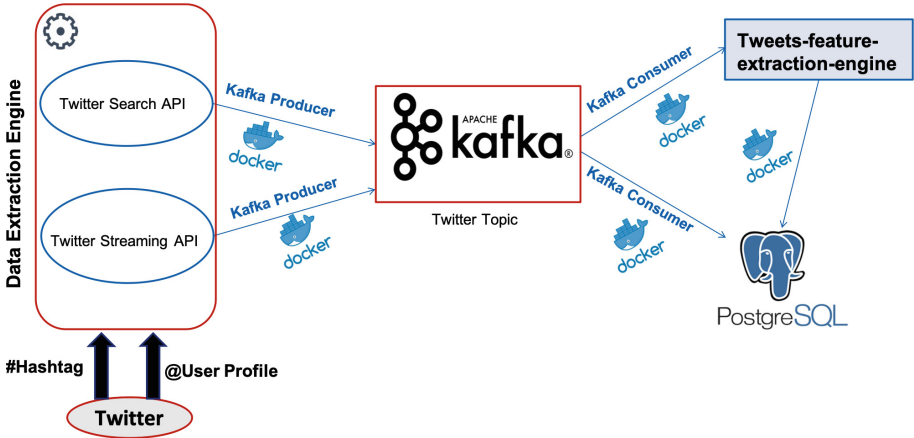 Data Extraction Engine
Twitter Search API
Twitter Streaming API
#Hashtag
@User Profile
Twitter
Kafka Producer
docker
Kafka Producer
docker
APACHE
kafka®
Twitter Topic
Kafka Consumer
docker
Kafka Consumer
docker
Tweets-feature-
extraction-engine
docker
PostgreSQL